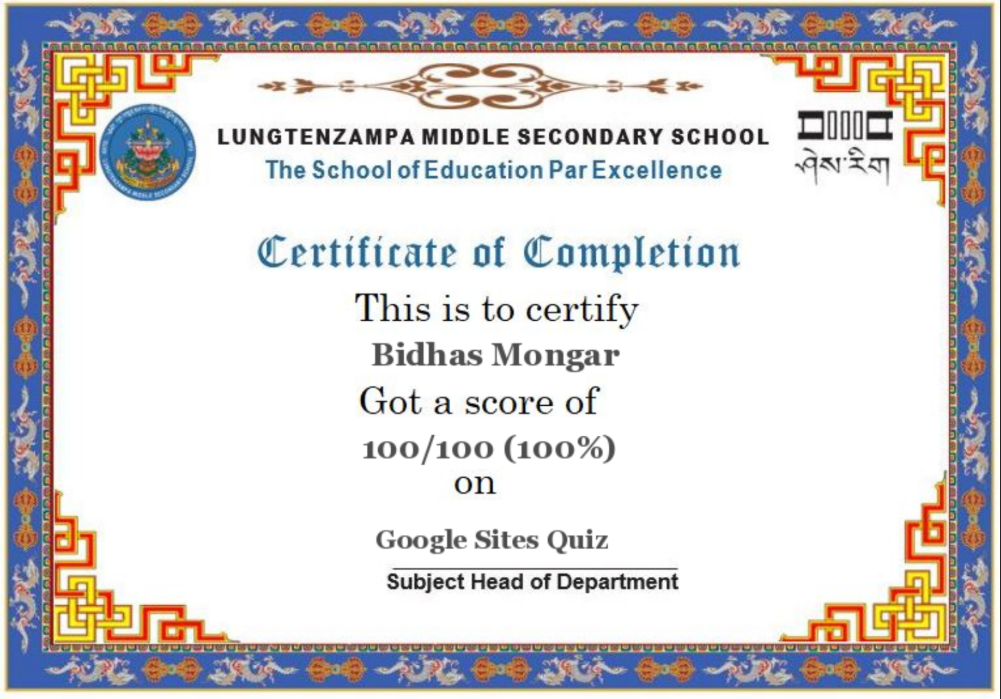 LUNGTENZAMPA MIDDLE SECONDARY SCHOOL
The School of Education Par Excellence
ཤེས་རིག
Certificate of Completion
This is to certify
Bidhas Mongar
Got a score of
100/100 (100%)
on
Google Sites Quiz
Subject Head of Department